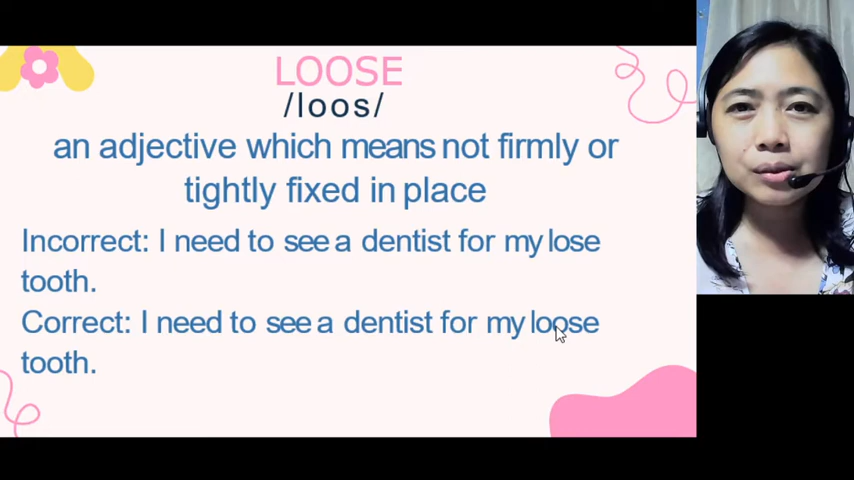 LOOSE
/loos/
an adjective which means not firmly or
tightly fixed in place
Incorrect: I need to see a dentist for my lose
tooth.
Correct: I need to see a dentist for my loose
tooth.